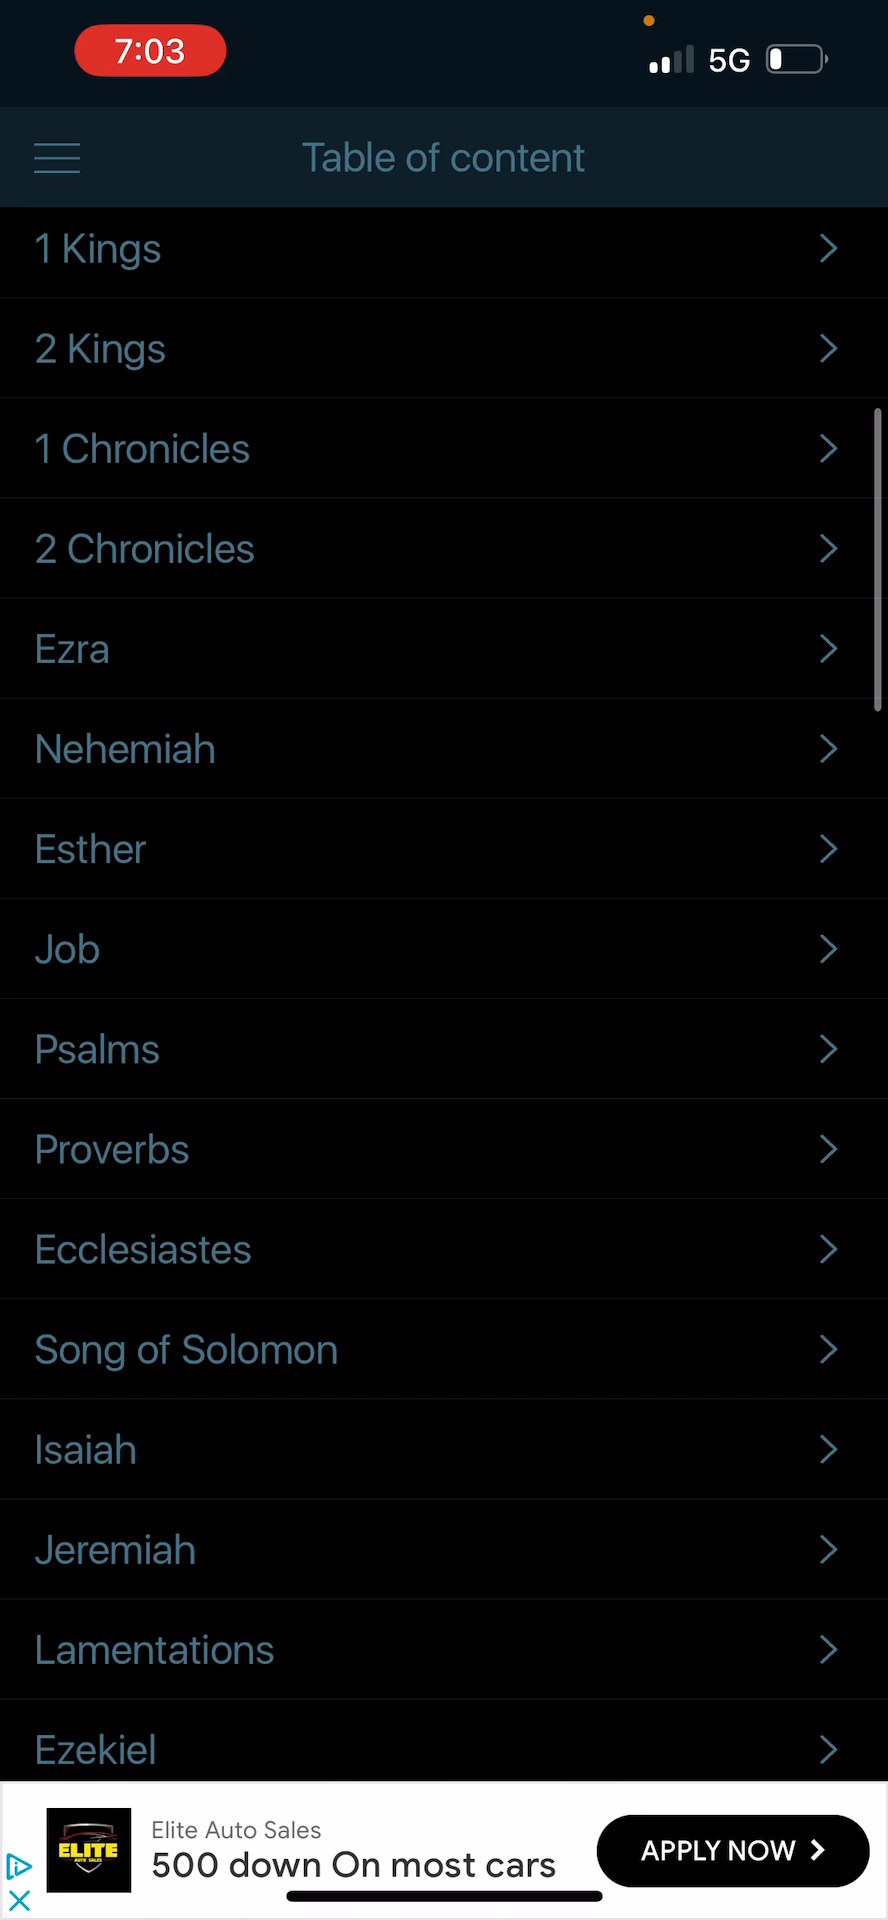 7:03
5G
Table of content
1 Kings
2 Kings
1 Chronicles
2 Chronicles
Ezra
Nehemiah
Esther
Job
Psalms
Proverbs
Ecclesiastes
Song of Solomon
Isaiah
Jeremiah
Lamentations
Ezekiel
ELITE
AUTO SALES
Elite Auto Sales
500 down On most cars
APPLY NOW